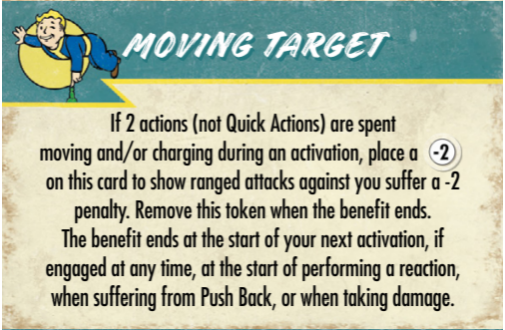 MOVING TARGET
If 2 actions (not Quick Actions) are spent
moving and/or charging during an activation, place a -2
on this card to show ranged attacks against you suffer a -2
penalty. Remove this token when the benefit ends.
The benefit ends at the start of your next activation, if
engaged at any time, at the start of performing a reaction,
when suffering from Push Back, or when taking damage.